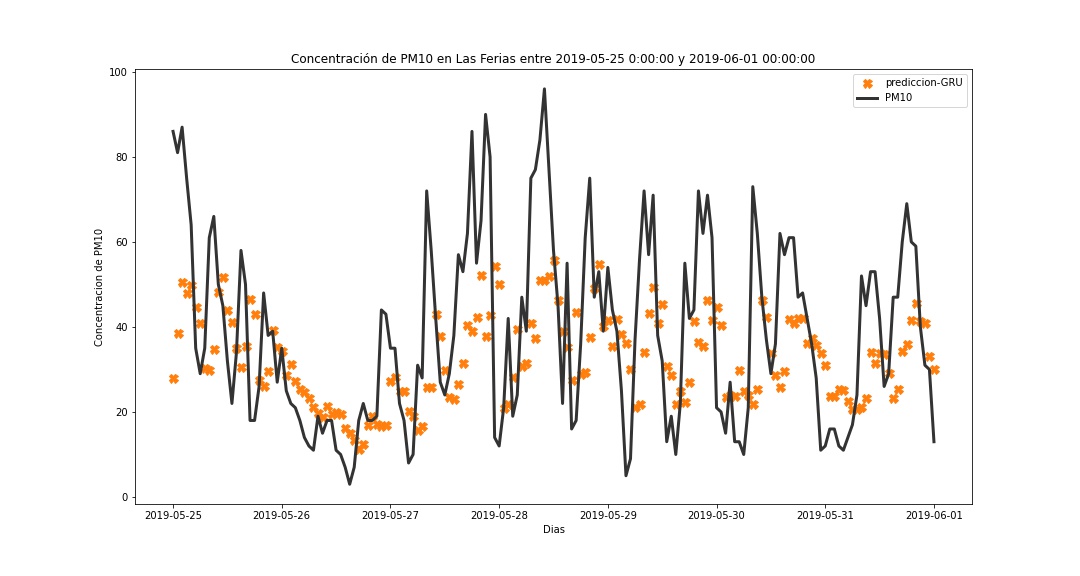 Concentración de PM10 en Las Ferias entre 2019-05-25 0:00:00 y 2019-06-01 00:00:00
prediccion-GRU
PM10
Concentracion de PM10
100
80
60
40
20
0
2019-05-25 2019-05-26 2019-05-27 2019-05-28 2019-05-29 2019-05-30 2019-05-31 2019-06-01
Dias